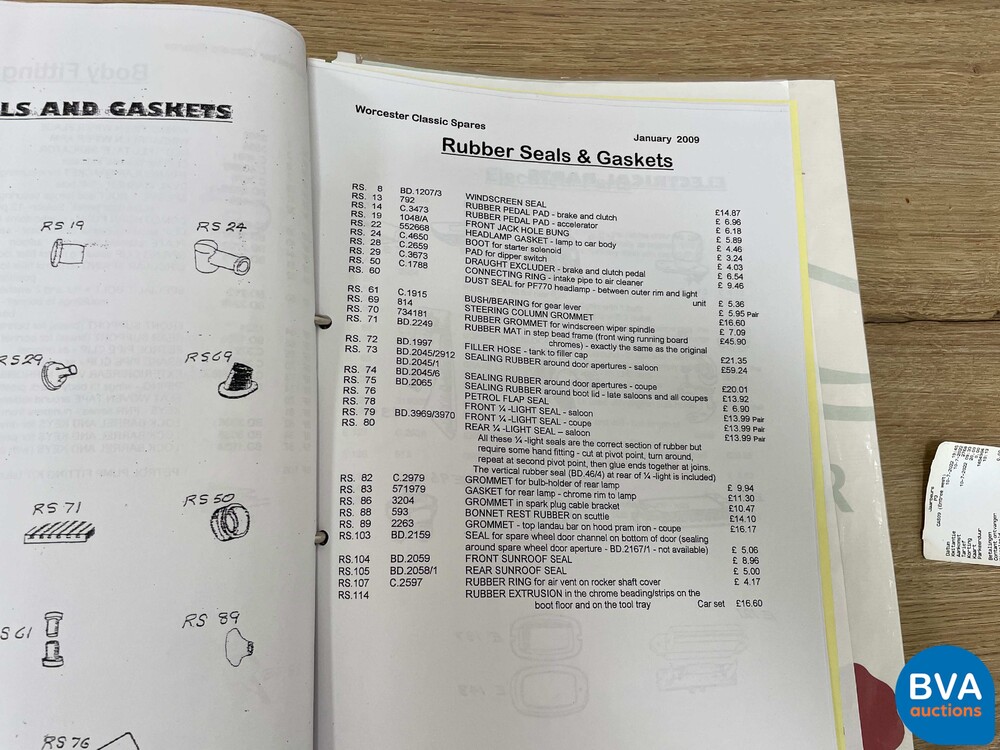 LS AND GASKETS
RS 19
RS 24
RS29
RS69
RS 71
RS 50
RS 61
RS 89
RS 76
Worcester Classic Spares
January 2009
Rubber Seals & Gaskets
RS. 8 BD.1207/3 WINDSCREEN SEAL £14.87
RS. 13 792 RUBBER PEDAL PAD - brake and clutch £ 6.96
RS. 14 C.3473 RUBBER PEDAL PAD - accelerator £ 6.18
RS. 19 1048/A FRONT JACK HOLE BUNG £ 5.89
RS. 22 552668 HEADLAMP GASKET - lamp to car body £ 4.46
RS. 24 C.4650 BOOT for starter solenoid £ 3.24
RS. 28 C.2659 PAD for dipper switch £ 4.03
RS. 29 C.3673 DRAUGHT EXCLUDER - brake and clutch pedal £ 6.54
RS. 50 C.1788 CONNECTING RING - intake pipe to air cleaner £ 9.46
RS. 60 DUST SEAL for PF770 headlamp - between outer rim and light
unit £ 5.36
RS. 61 C.1915 BUSH/BEARING for gear lever £ 5.95 Pair
RS. 69 814 STEERING COLUMN GROMMET £16.60
RS. 70 734181 RUBBER GROMMET for windscreen wiper spindle £ 7.09
RS. 71 BD.2249 RUBBER MAT in step bead frame (front wing running board £45.90
chromes) - exactly the same as the original
RS. 72 BD.1997 FILLER HOSE - tank to filler cap £21.35
RS. 73 BD.2045/2912 SEALING RUBBER around door apertures - saloon £59.24
BD.2045/1
RS. 74 BD.2045/6 SEALING RUBBER around door apertures - coupe £20.01
RS. 75 BD.2065 SEALING RUBBER around boot lid - late saloons and all coupes £13.92
RS. 76 PETROL FLAP SEAL £ 6.90
RS. 78 FRONT ¼-LIGHT SEAL - saloon £13.99 Pair
RS. 79 BD.3969/3970 FRONT ¼-LIGHT SEAL - coupe £13.99 Pair
RS. 80 REAR ¼-LIGHT SEAL – saloon £13.99 Pair
All these ¼-light seals are the correct section of rubber but
require some hand fitting - cut at pivot point, turn around,
repeat at second pivot point, then glue ends together at joins.
The vertical rubber seal (BD.46/4) at rear of ¼-light is included)
RS. 82 C.2979 GROMMET for bulb-holder of rear lamp £ 9.94
RS. 83 571979 GASKET for rear lamp - chrome rim to lamp £11.30
RS. 86 3204 GROMMET in spark plug cable bracket £10.47
RS. 88 593 BONNET REST RUBBER on scuttle £14.10
RS. 89 2263 GROMMET - top landau bar on hood pram iron - coupe £16.17
RS.103 BD.2159 SEAL for spare wheel door channel on bottom of door (sealing
around spare wheel door aperture - BD.2167/1 - not available) £ 5.06
RS.104 BD.2059 FRONT SUNROOF SEAL £ 8.96
RS.105 BD.2058/1 REAR SUNROOF SEAL £ 5.00
RS.107 C.2597 RUBBER RING for air vent on rocker shaft cover £ 4.17
RS.114 RUBBER EXTRUSION in the chrome beading/strips on the
boot floor and on the tool tray Car set £16.60
BVA
auctions